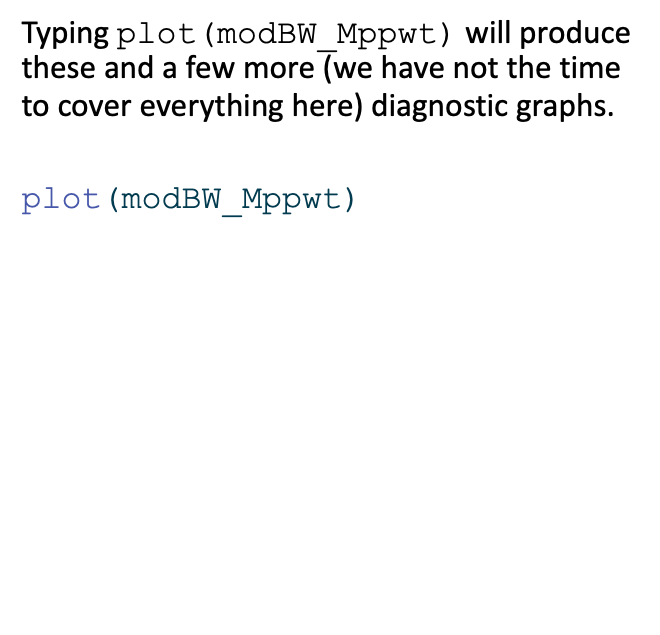 Typing plot(modBW_Mppwt) will produce
these and a few more (we have not the time
to cover everything here) diagnostic graphs.
plot(modBW_Mppwt)